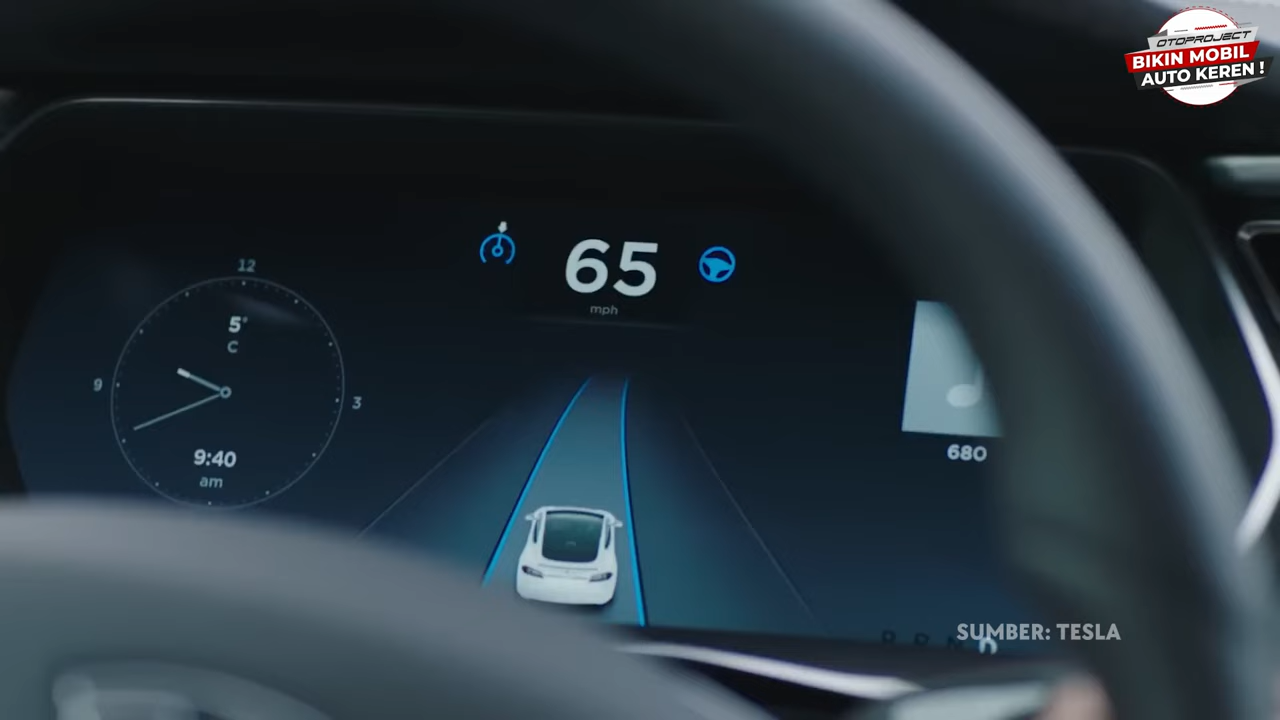 OTOPROJECT
BIKIN MOBIL
AUTO KEREN !
12
5°
C
9
3
9:40
am
65
mph
680
P R N D
SUMBER: TESLA